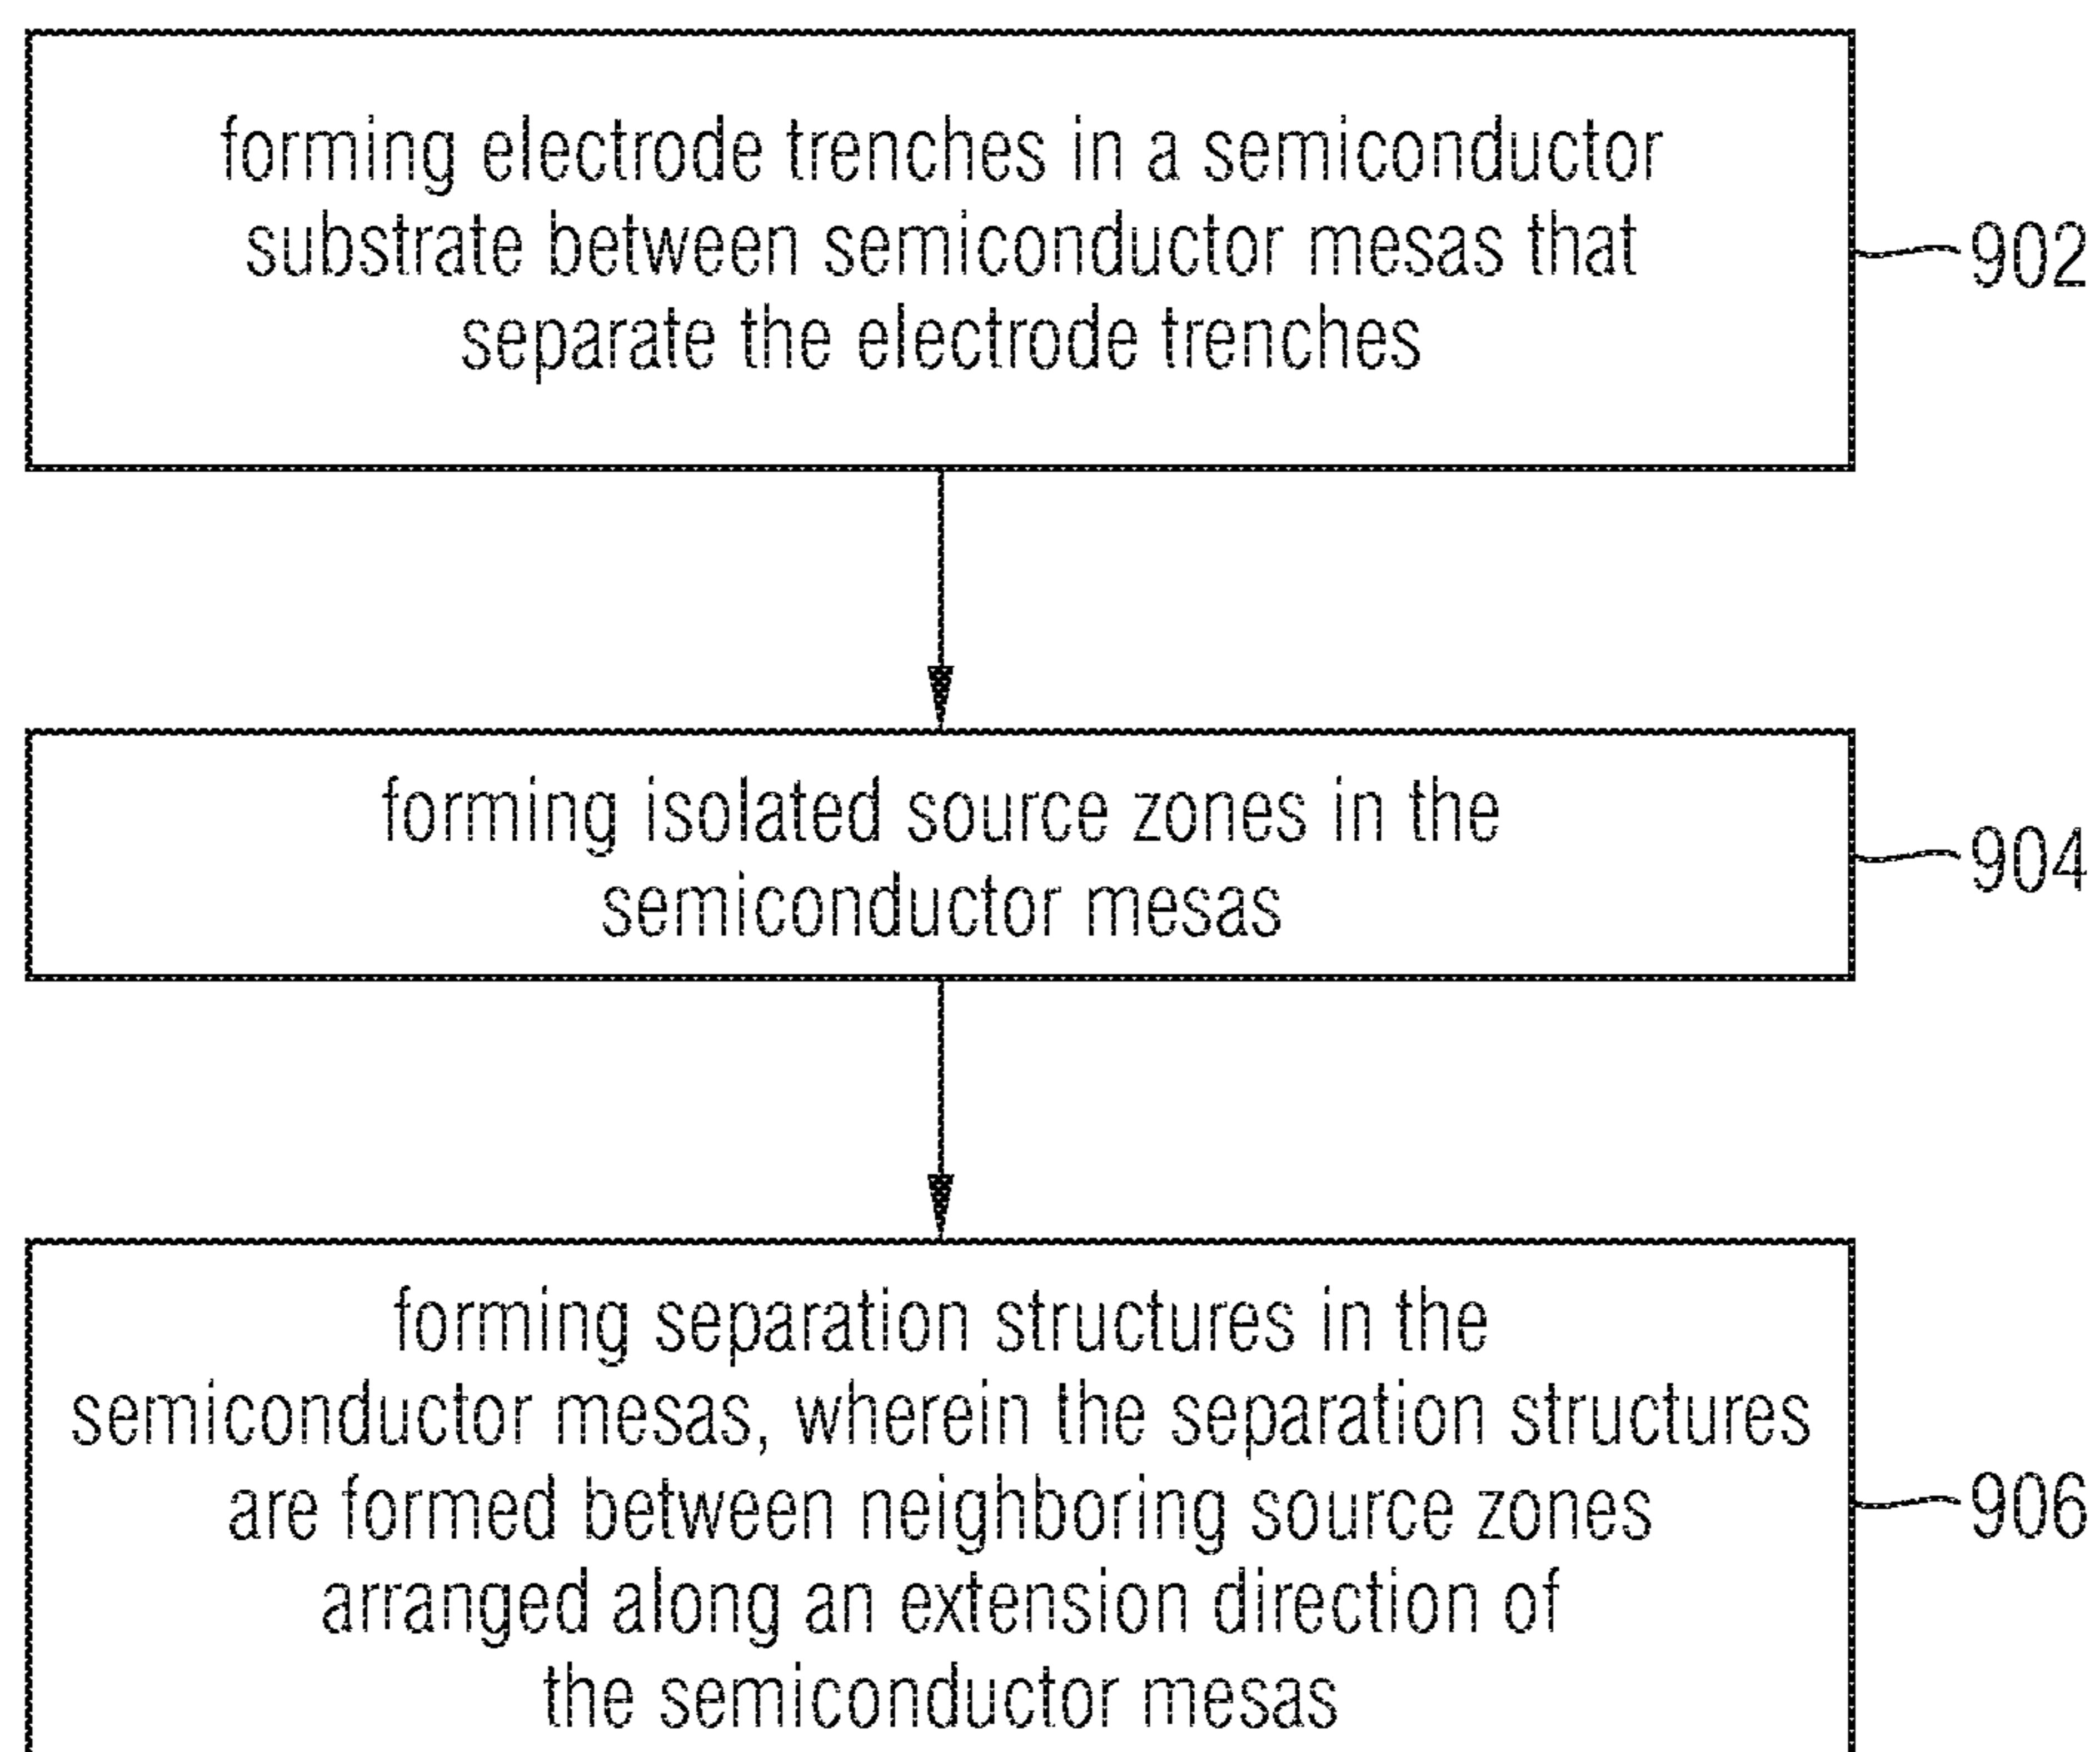 forming electrode trenches in a semiconductor
substrate between semiconductor mesas that
separate the electrode trenches
902
forming isolated source zones in the
semiconductor mesas
904
forming separation structures in the
semiconductor mesas, wherein the separation structures
are formed between neighboring source zones
arranged along an extension direction of
the semiconductor mesas
906